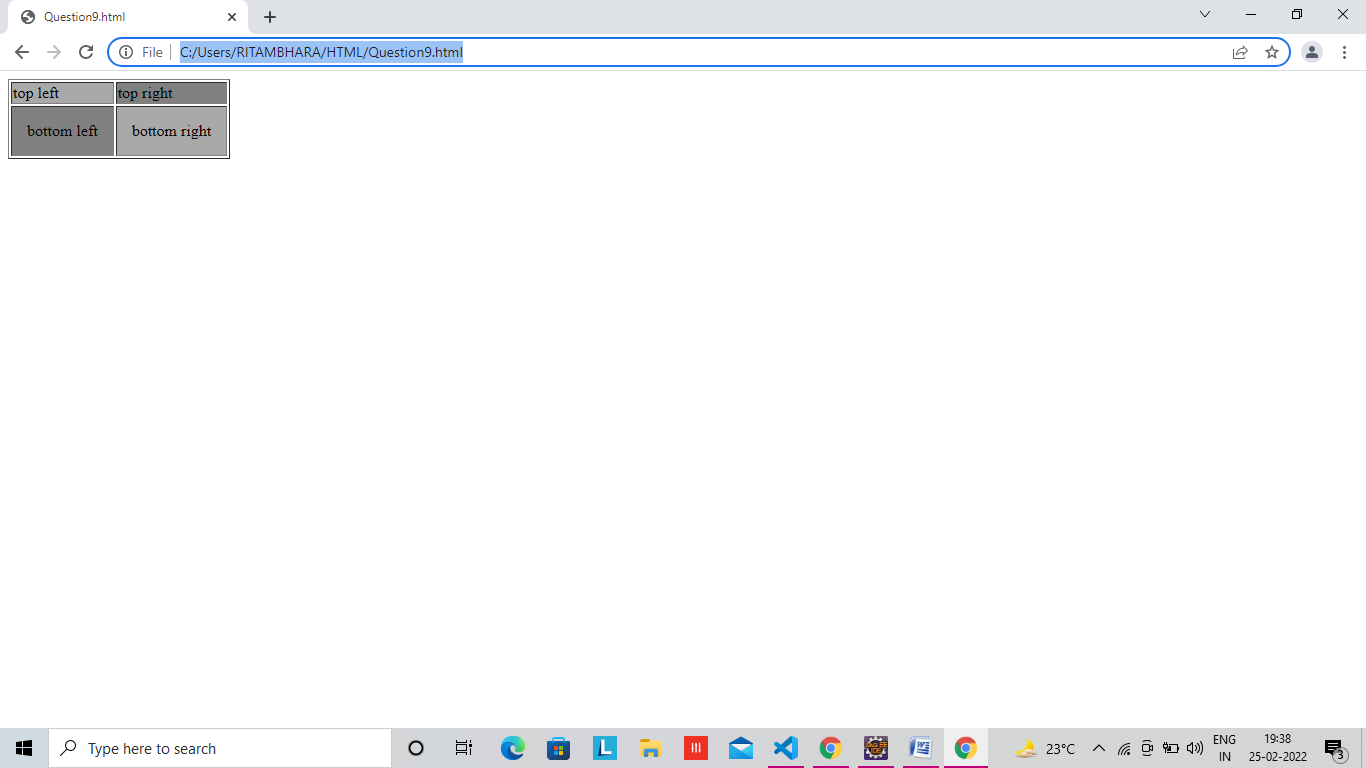 Question9.html
File
C:/Users/RITAMBHARA/HTML/Question9.html
top left top right
bottom left bottom right
Type here to search
L
23°C
ENG
IN
19:38
25-02-2022
3